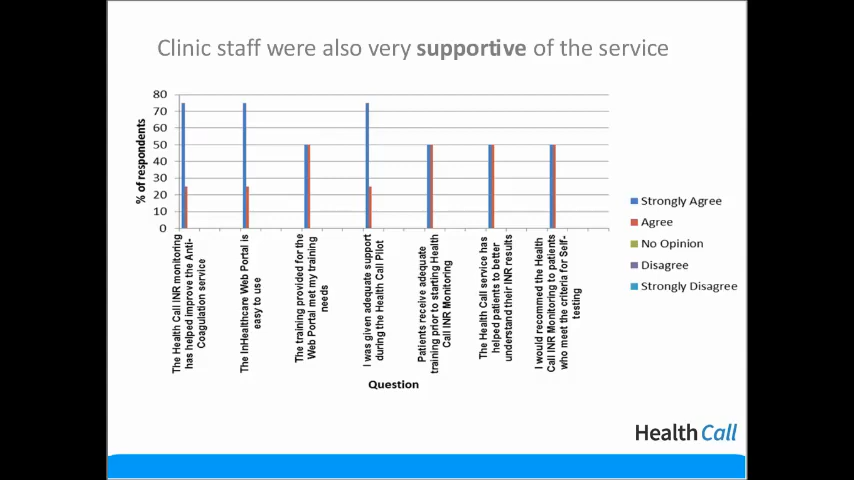 Clinic staff were also very supportive of the service
80
70
60
50
40
30
20
10
0
% of respondents
The Health Call INR monitoring
has helped improve the Anti-
Coagulation service
The InHealthcare Web Portal is
easy to use
The training provided for the
Web Portal met my training
needs
I was given adequate support
during the Health Call Pilot
Patients receive adequate
training prior to starting Health
Call INR Monitoring
The Health Call service has
helped patients to better
understand their INR results
I would recommed the Health
Call INR Monitoring to patients
who meet the criteria for Self-
testing
Question
Strongly Agree
Agree
No Opinion
Disagree
Strongly Disagree
Health Call